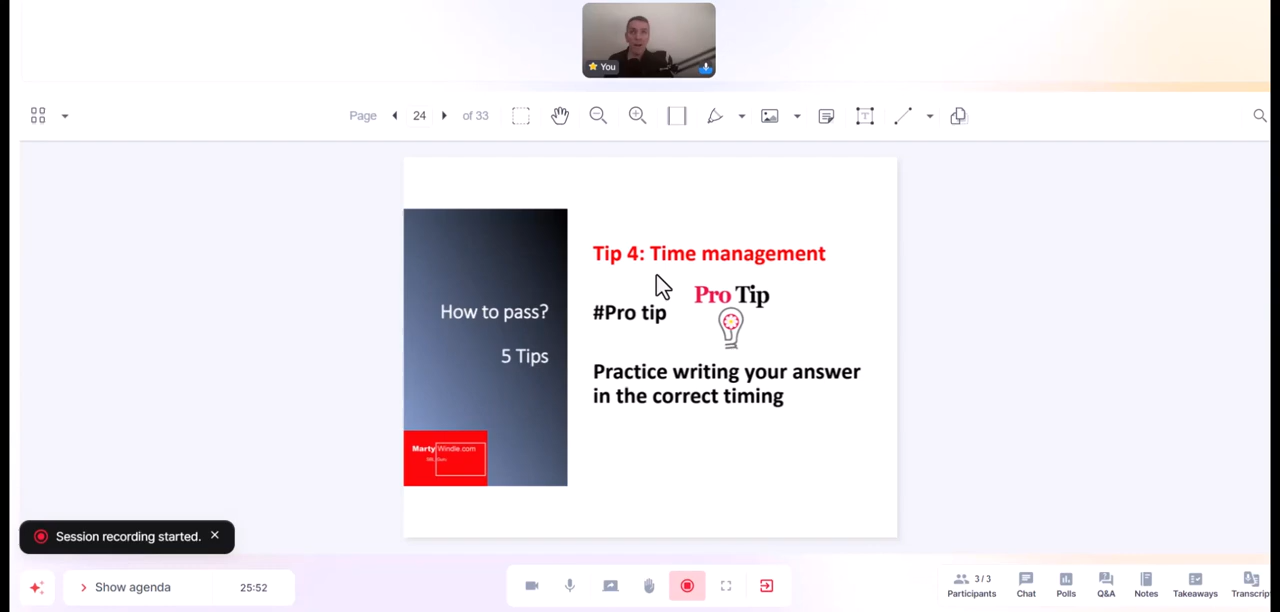 You
Page 24 of 33
Tip 4: Time management
Pro Tip
#Pro tip
How to pass?
5 Tips
Practice writing your answer
in the correct timing
MartyWindle.com
Session recording started.
Show agenda 25:52
3 / 3
Participants Chat Polls Q&A Notes Takeaways Transcrip